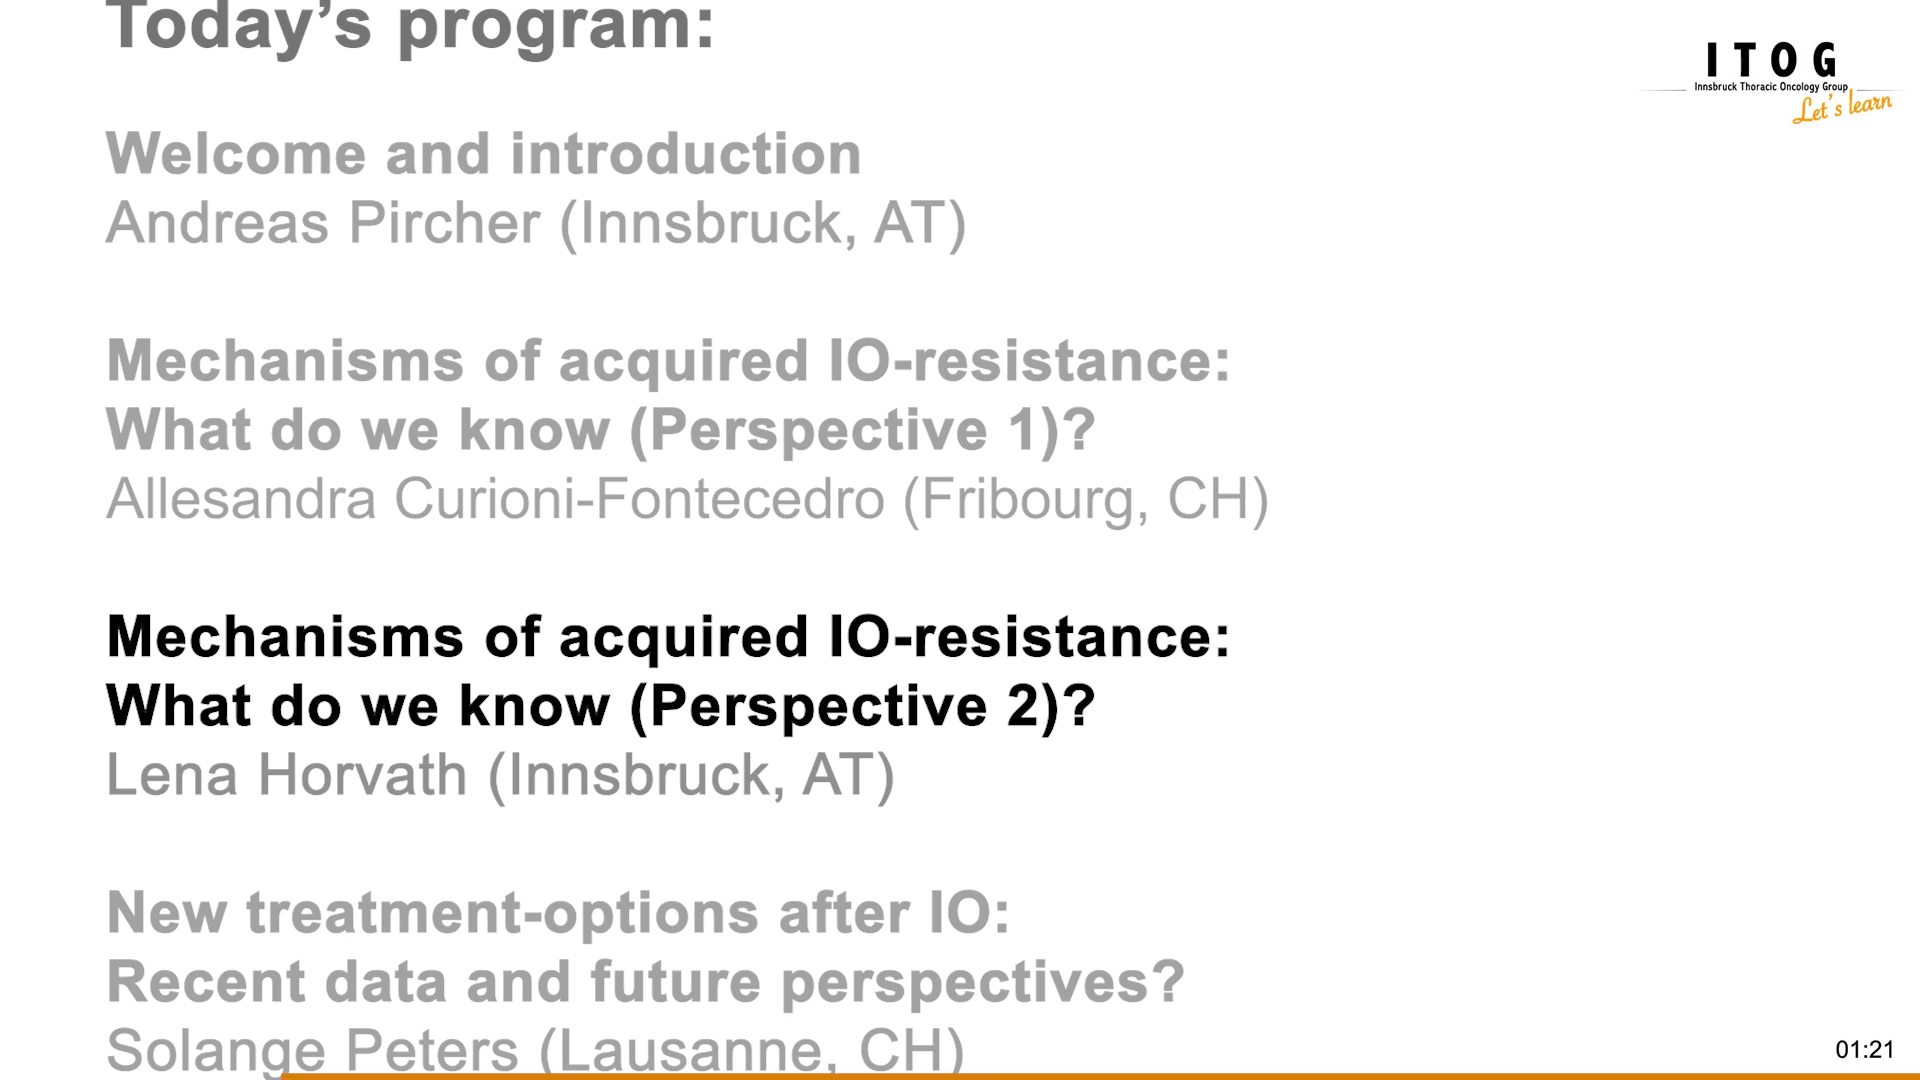 Today’s program:
I T O G
Innsbruck Thoracic Oncology Group
Let's learn
Welcome and introduction
Andreas Pircher (Innsbruck, AT)
Mechanisms of acquired IO-resistance:
What do we know (Perspective 1)?
Allesandra Curioni-Fontecedro (Fribourg, CH)
Mechanisms of acquired IO-resistance:
What do we know (Perspective 2)?
Lena Horvath (Innsbruck, AT)
New treatment-options after IO:
Recent data and future perspectives?
Solange Peters (Lausanne, CH)
01:21